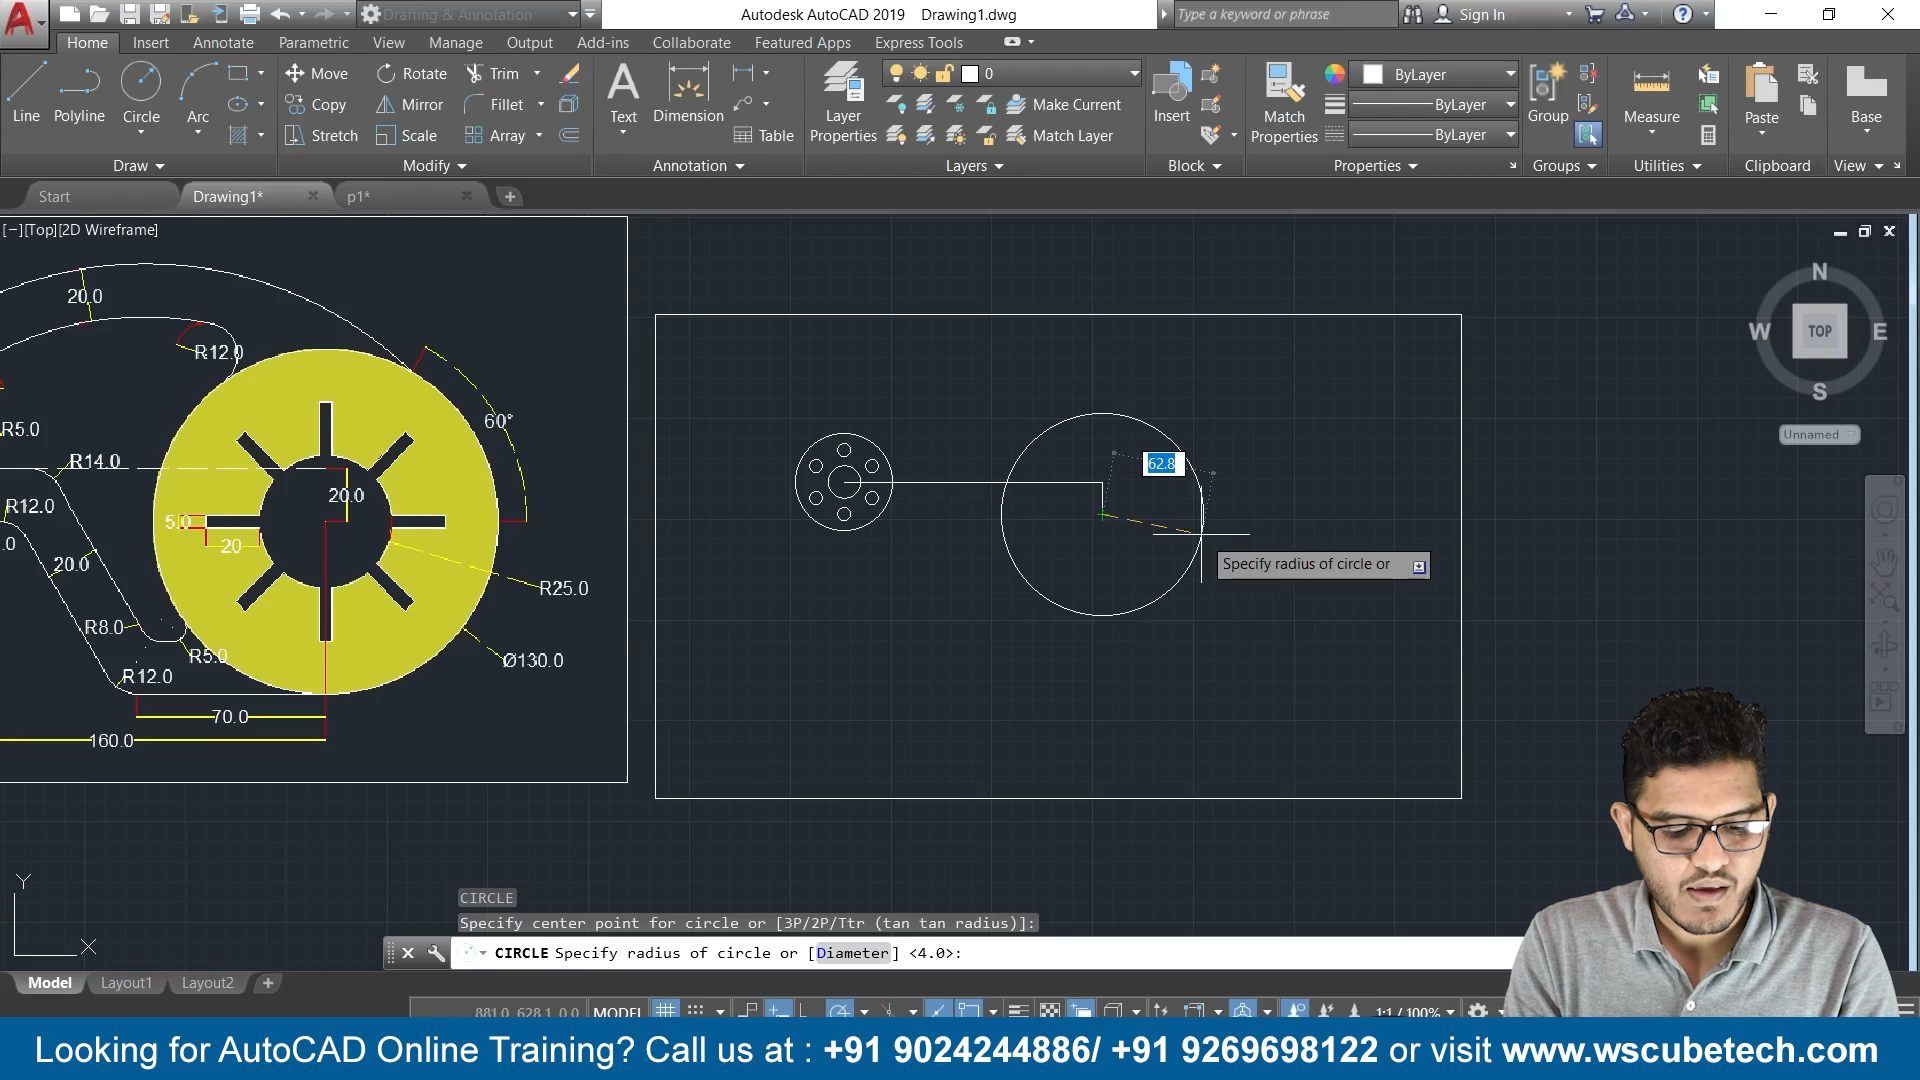 Drafting & Annotation
Autodesk AutoCAD 2019 Drawing1.dwg
Type a keyword or phrase
Sign In
Home Insert Annotate Parametric View Manage Output Add-ins Collaborate Featured Apps Express Tools
Line Polyline Circle Arc
Move Rotate Trim
Copy Mirror Fillet
Stretch Scale Array
Text Dimension Table
Layer Properties
0
Make Current
Match Layer
Insert
Match Properties
ByLayer
ByLayer
ByLayer
Group
Measure
Paste
Base
Draw Modify Annotation Layers Block Properties Groups Utilities Clipboard View
Start Drawing1* p1*
[−][Top][2D Wireframe]
20.0
R12.0
60°
R5.0
R14.0
20.0
R12.0
5.0
20
.0
20.0
R25.0
R8.0
R5.0
Ø130.0
R12.0
70.0
160.0
62.8
Specify radius of circle or
N
W TOP E
S
Unnamed
Y
X
CIRCLE
Specify center point for circle or [3P/2P/Ttr (tan tan radius)]:
CIRCLE Specify radius of circle or [Diameter] <4.0>:
Model Layout1 Layout2
881.0, 628.1, 0.0 MODEL 1:1 / 100%
Looking for AutoCAD Online Training? Call us at : +91 9024244886/ +91 9269698122 or visit www.wscubetech.com